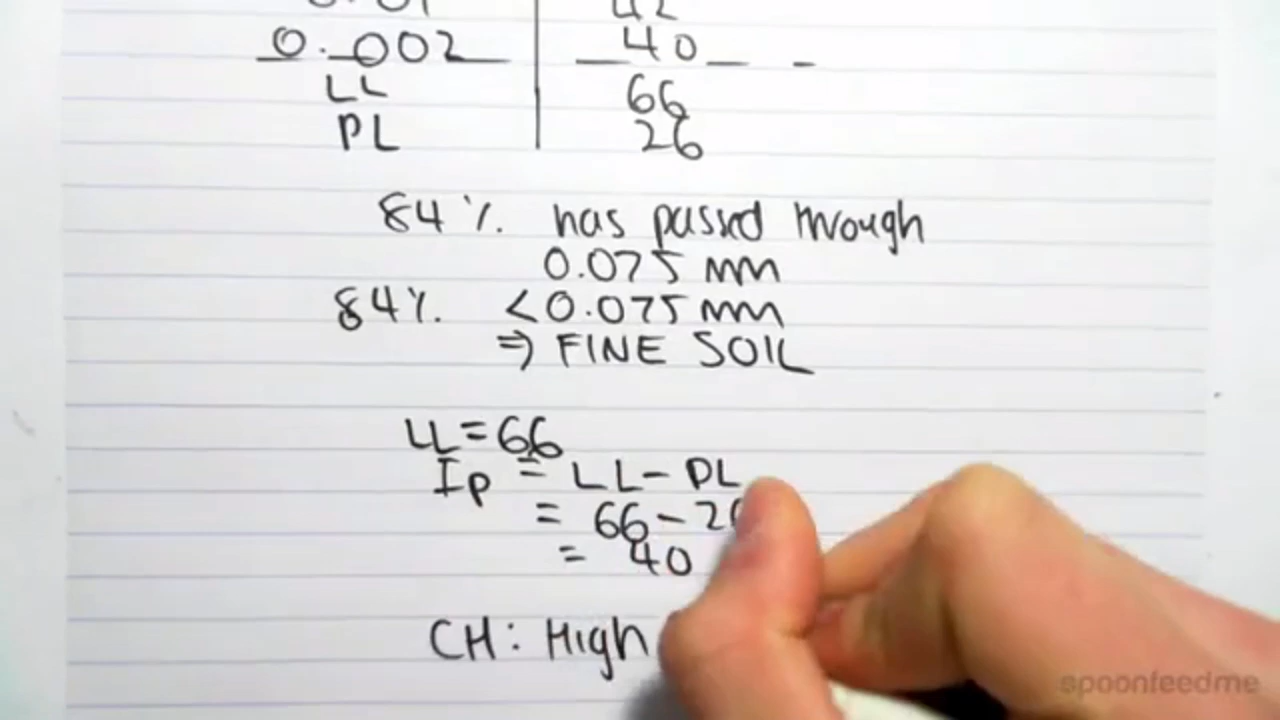 0.002 40
LL 66
PL 26
84 %. has passed through
0.075 mm
84%. <0.075 mm
⇒ FINE SOIL
LL = 66
Ip = LL - PL
= 66 - 26
= 40
CH: High
spoonfeedme